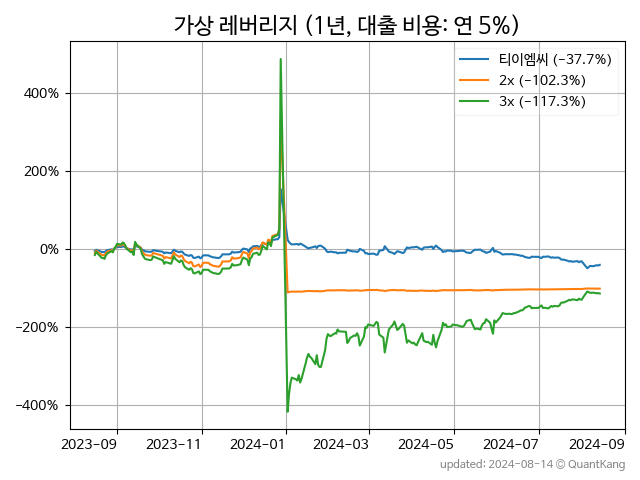 가상 레버리지 (1년, 대출 비용: 연 5%)
티이엠씨 (-37.7%)
2x (-102.3%)
3x (-117.3%)
400%
200%
0%
-200%
-400%
2023-09 2023-11 2024-01 2024-03 2024-05 2024-07 2024-09
updated: 2024-08-14 © QuantKang